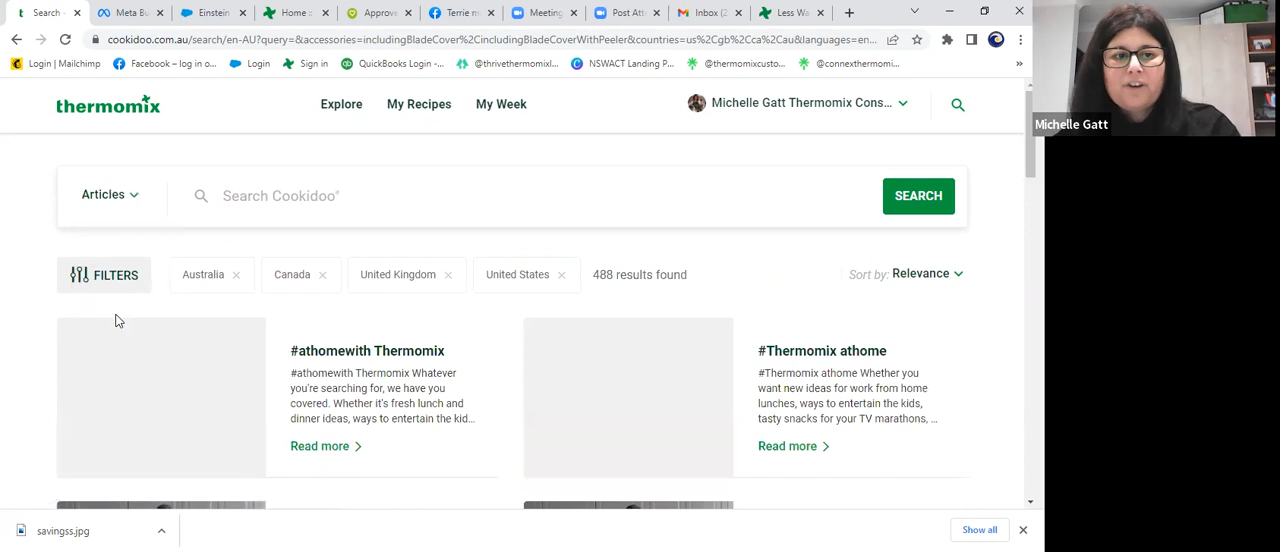 Search -
Meta Bu
Einstein
Home ::
Approve
Terrie m
Meeting
Post Att
Inbox (2
Less Wa
cookidoo.com.au/search/en-AU?query=&accessories=includingBladeCover%2CincludingBladeCoverWithPeeler&countries=us%2Cgb%2Cca%2Cau&languages=en...
Login | Mailchimp
Facebook – log in o...
Login
Sign in
QuickBooks Login -...
@thrivethermomixl...
NSWACT Landing P...
@thermomixcusto...
@connexthermomi...
»
thermomix
Explore
My Recipes
My Week
Michelle Gatt Thermomix Cons...
Articles
Search Cookidoo®
SEARCH
FILTERS
Australia ×
Canada ×
United Kingdom ×
United States ×
488 results found
Sort by: Relevance
#athomewith Thermomix
#athomewith Thermomix Whatever
you're searching for, we have you
covered. Whether it's fresh lunch and
dinner ideas, ways to entertain the kid...
Read more
#Thermomix athome
#Thermomix athome Whether you
want new ideas for work from home
lunches, ways to entertain the kids,
tasty snacks for your TV marathons, ...
Read more
savingss.jpg
Show all
Michelle Gatt